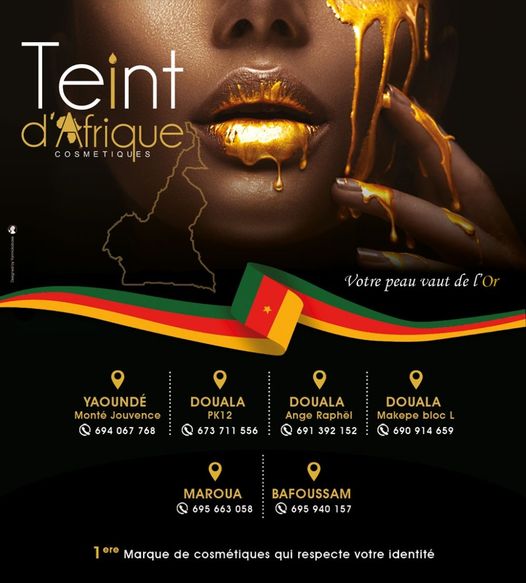 Teint
d'Afrique
COSMETIQUES
Votre peau vaut de l'Or
YAOUNDÉ
Monté Jouvence
694 067 768
DOUALA
PK12
673 711 556
DOUALA
Ange Raphël
691 392 152
DOUALA
Makepe bloc L
690 914 659
MAROUA
695 663 058
BAFOUSSAM
695 940 157
1ere Marque de cosmétiques qui respecte votre identité